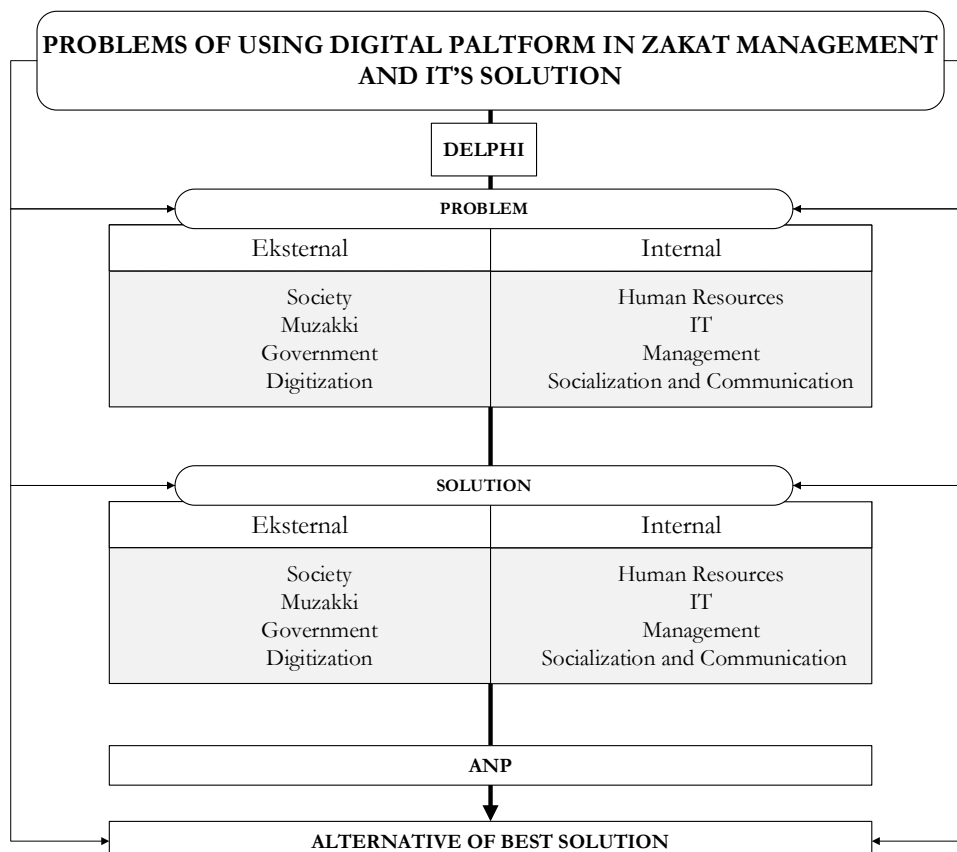 PROBLEMS OF USING DIGITAL PALTFORM IN ZAKAT MANAGEMENT
AND IT'S SOLUTION
DELPHI
PROBLEM
Eksternal
Internal
Society
Muzakki
Government
Digitization
Human Resources
IT
Management
Socialization and Communication
SOLUTION
Eksternal
Internal
Society
Muzakki
Government
Digitization
Human Resources
IT
Management
Socialization and Communication
ANP
ALTERNATIVE OF BEST SOLUTION